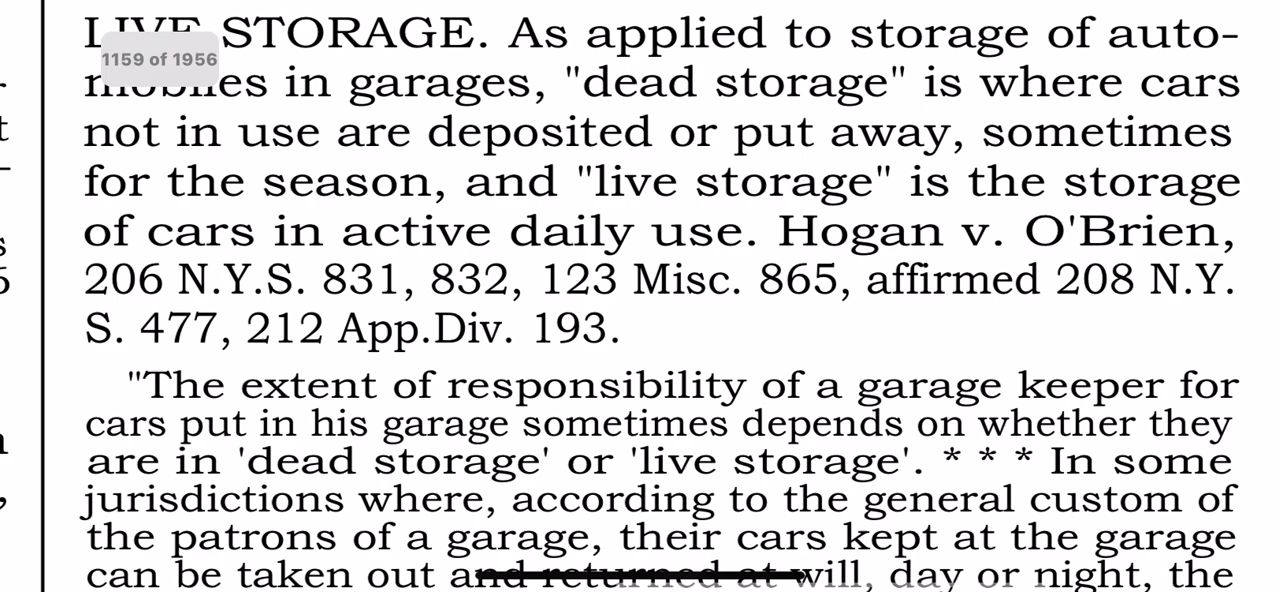 LIVE STORAGE. As applied to storage of auto-
1159 of 1956
mobiles in garages, "dead storage" is where cars
not in use are deposited or put away, sometimes
for the season, and "live storage" is the storage
of cars in active daily use. Hogan v. O'Brien,
206 N.Y.S. 831, 832, 123 Misc. 865, affirmed 208 N.Y.
S. 477, 212 App.Div. 193.
"The extent of responsibility of a garage keeper for
cars put in his garage sometimes depends on whether they
are in 'dead storage' or 'live storage'. * * * In some
jurisdictions where, according to the general custom of
the patrons of a garage, their cars kept at the garage
can be taken out and returned at will, day or night, the